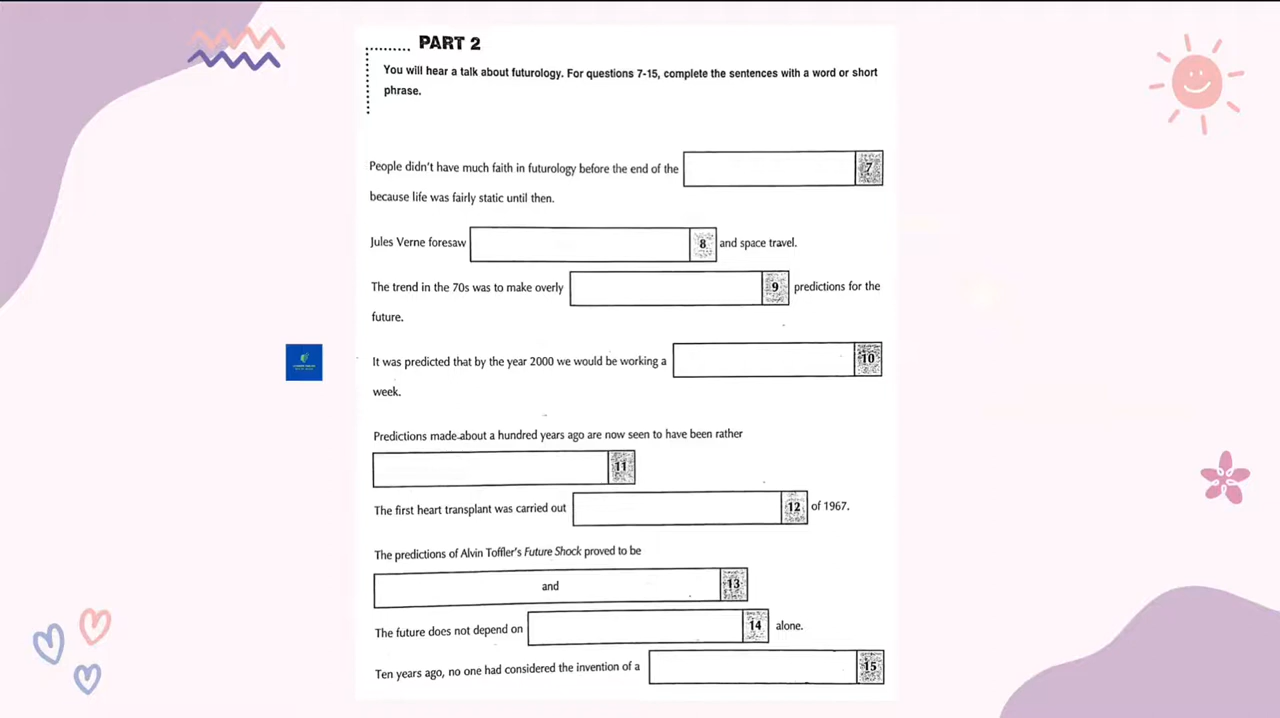 PART 2
You will hear a talk about futurology. For questions 7-15, complete the sentences with a word or short
phrase.
People didn't have much faith in futurology before the end of the 7
because life was fairly static until then.
Jules Verne foresaw 8 and space travel.
The trend in the 70s was to make overly 9 predictions for the
future.
It was predicted that by the year 2000 we would be working a 10
week.
Predictions made about a hundred years ago are now seen to have been rather
11
The first heart transplant was carried out 12 of 1967.
The predictions of Alvin Toffler's Future Shock proved to be
and 13
The future does not depend on 14 alone.
Ten years ago, no one had considered the invention of a 15